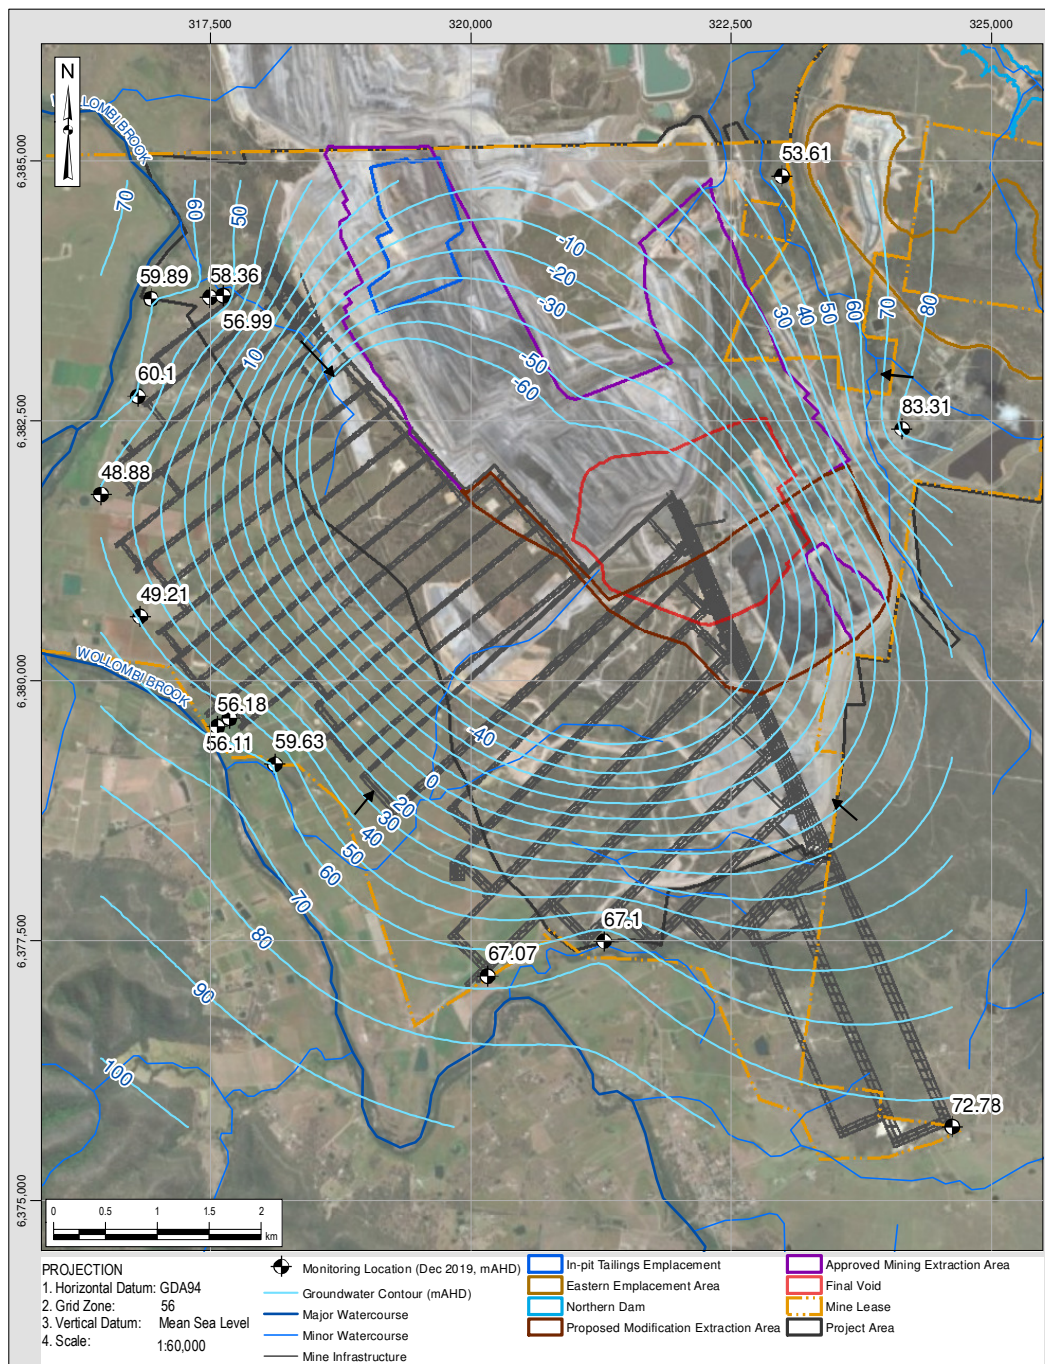 317,500
320,000
322,500
325,000
N
WOLLOMBI BROOK
6,385,000
53.61
70
60
50
-10
-20
-30
59.89
58.36
56.99
10
-50
-60
30
40
50
60
70
80
60.1
83.31
6,382,500
48.88
49.21
6,380,000
WOLLOMBI BROOK
56.18
56.11
59.63
-40
0
20
30
40
50
60
70
80
90
100
67.1
67.07
6,377,500
72.78
6,375,000
0 0.5 1 1.5 2
km
PROJECTION
1. Horizontal Datum: GDA94
2. Grid Zone: 56
3. Vertical Datum: Mean Sea Level
4. Scale: 1:60,000
Monitoring Location (Dec 2019, mAHD)
Groundwater Contour (mAHD)
Major Watercourse
Minor Watercourse
Mine Infrastructure
In-pit Tailings Emplacement
Eastern Emplacement Area
Northern Dam
Proposed Modification Extraction Area
Approved Mining Extraction Area
Final Void
Mine Lease
Project Area